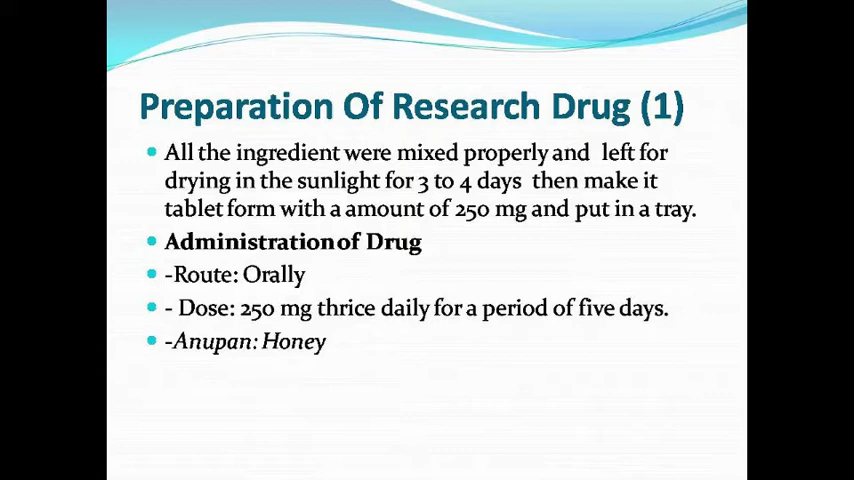 Preparation Of Research Drug (1)
• All the ingredient were mixed properly and left for
drying in the sunlight for 3 to 4 days then make it
tablet form with a amount of 250 mg and put in a tray.
• Administration of Drug
• -Route: Orally
• - Dose: 250 mg thrice daily for a period of five days.
• -Anupan: Honey